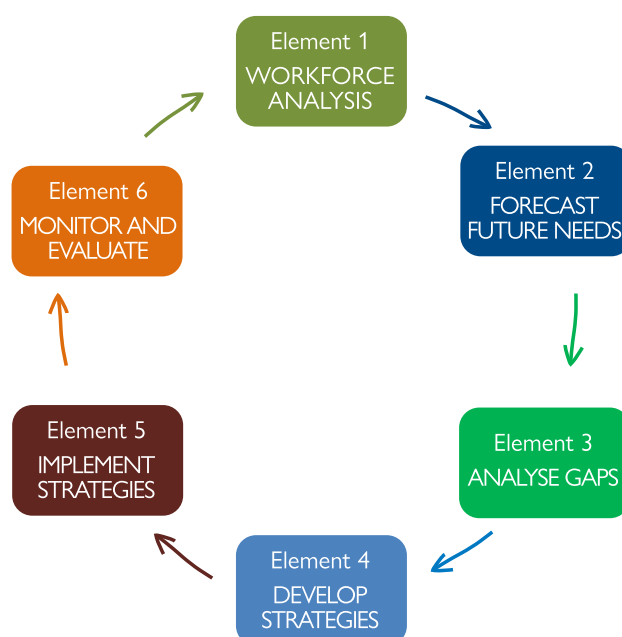 Element 1
WORKFORCE
ANALYSIS
Element 2
FORECAST
FUTURE NEEDS
Element 3
ANALYSE GAPS
Element 4
DEVELOP
STRATEGIES
Element 5
IMPLEMENT
STRATEGIES
Element 6
MONITOR AND
EVALUATE